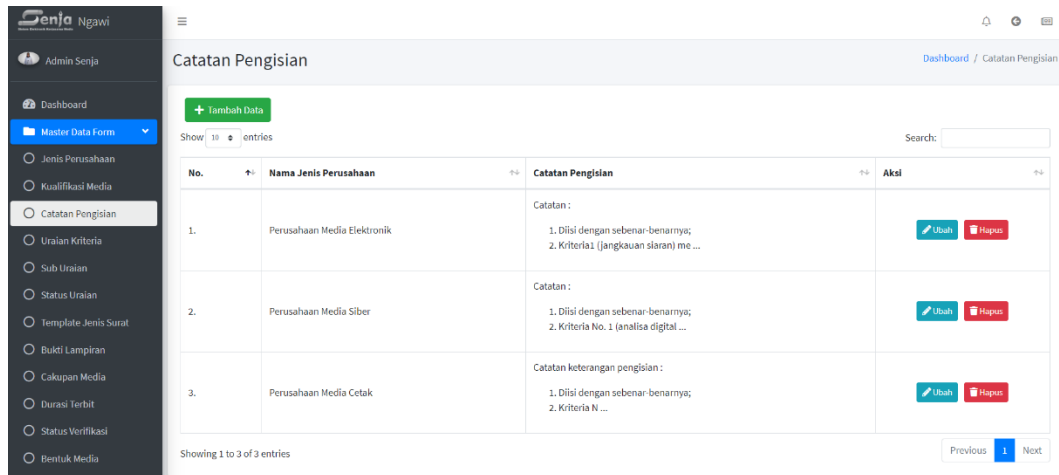 Senja Ngawi
Admin Senja
Dashboard
Master Data Form
Jenis Perusahaan
Kualifikasi Media
Catatan Pengisian
Uraian Kriteria
Sub Uraian
Status Uraian
Template Jenis Surat
Bukti Lampiran
Cakupan Media
Durasi Terbit
Status Verifikasi
Bentuk Media
Catatan Pengisian
Dashboard / Catatan Pengisian
+ Tambah Data
Show 10 entries
Search:
No. Nama Jenis Perusahaan Catatan Pengisian Aksi
Catatan :
1. Perusahaan Media Elektronik 1. Diisi dengan sebenar-benarnya; Ubah Hapus
2. Kriteria1 (jangkauan siaran) me ...
Catatan :
2. Perusahaan Media Siber 1. Diisi dengan sebenar-benarnya; Ubah Hapus
2. Kriteria No. 1 (analisa digital ...
Catatan keterangan pengisian :
3. Perusahaan Media Cetak 1. Diisi dengan sebenar-benarnya; Ubah Hapus
2. Kriteria N ...
Showing 1 to 3 of 3 entries
Previous 1 Next